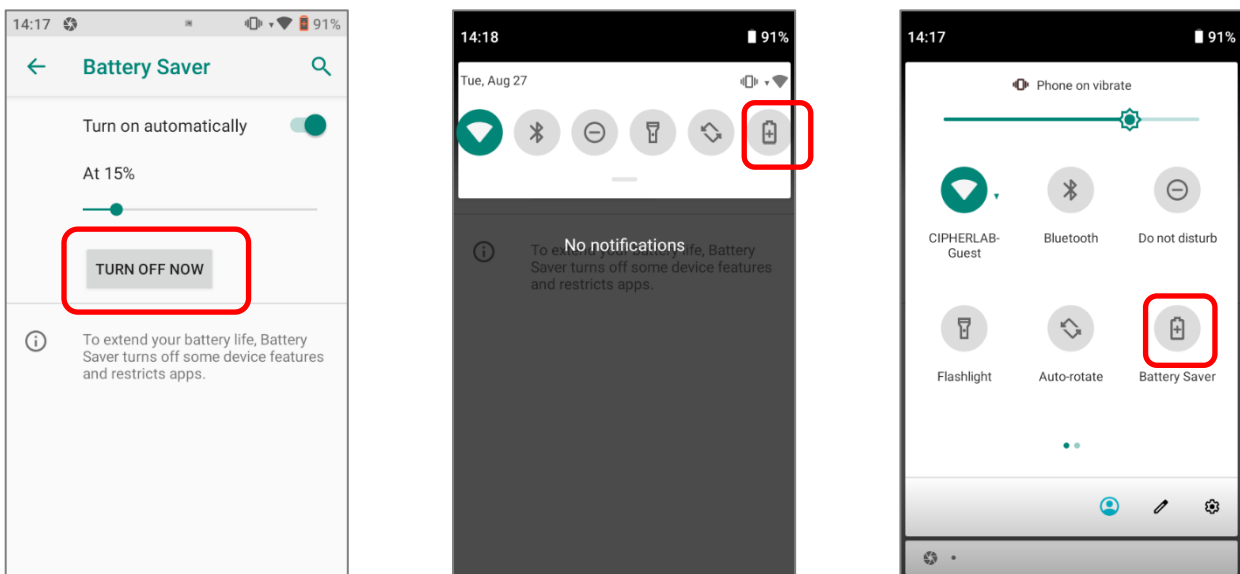 14:17
91%
Battery Saver
Turn on automatically
At 15%
TURN OFF NOW
To extend your battery life, Battery
Saver turns off some device features
and restricts apps.
14:18
91%
Tue, Aug 27
No notifications
To extend your battery life, Battery
Saver turns off some device features
and restricts apps.
14:17
91%
Phone on vibrate
CIPHERLAB-
Guest
Bluetooth
Do not disturb
Flashlight
Auto-rotate
Battery Saver